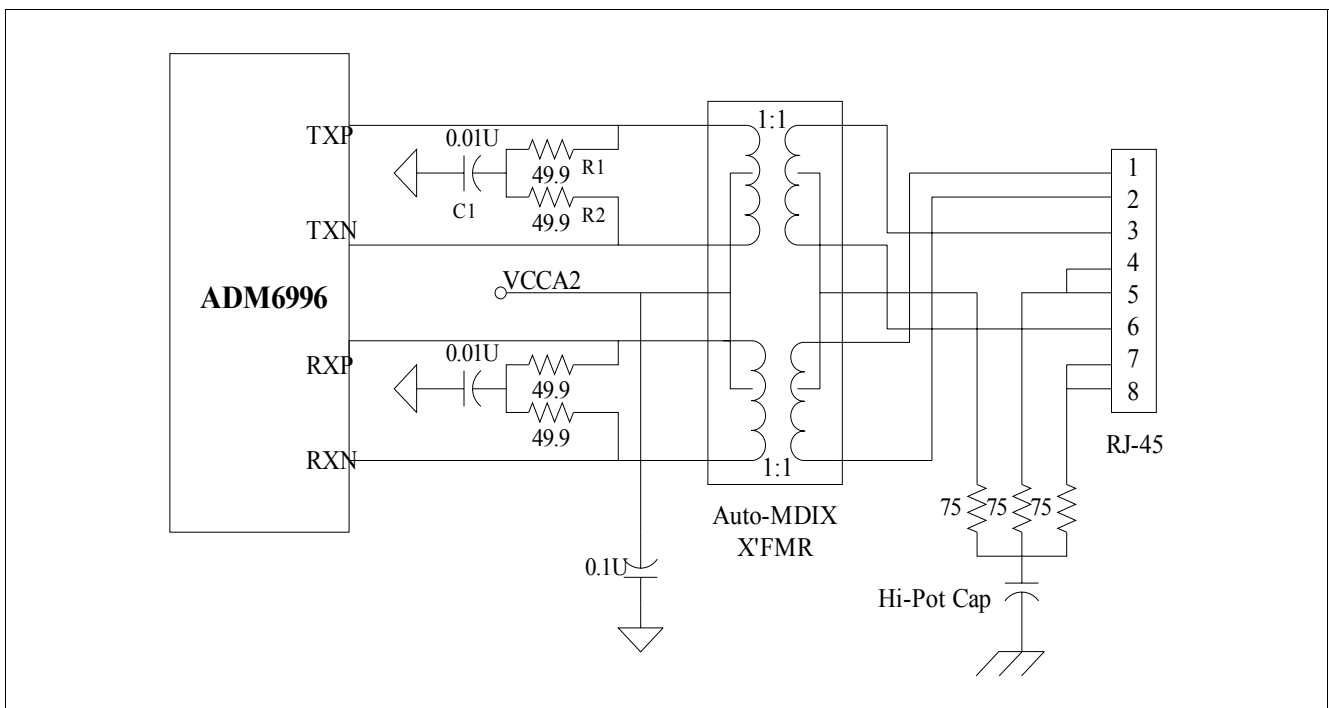 1:1
TXP
0.01U
R1
49.9
C1
49.9
R2
TXN
VCCA2
ADM6996
RXP
0.01U
49.9
49.9
RXN
1:1
1
2
3
4
5
6
7
8
RJ-45
Auto-MDIX
X'FMR
75
75
75
0.1U
Hi-Pot Cap